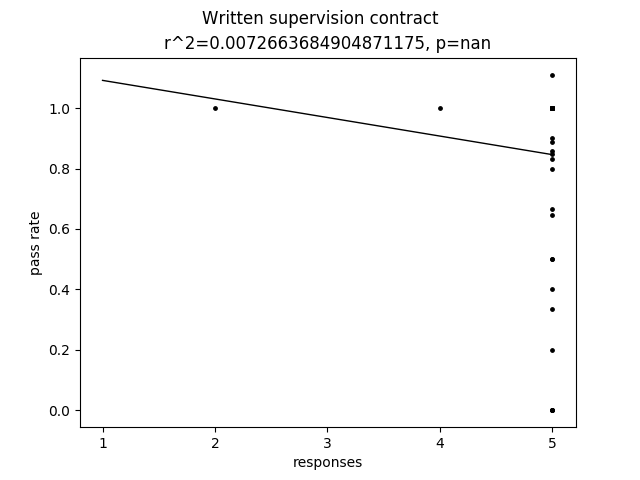 Written supervision contract
r^2=0.0072663684904871175, p=nan
pass rate
1.0
0.8
0.6
0.4
0.2
0.0
1 2 3 4 5
responses